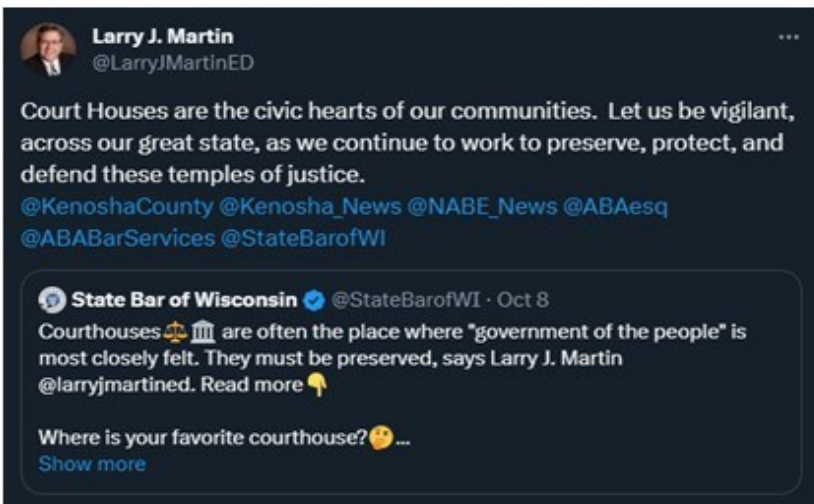 Larry J. Martin
@LarryJMartinED
Court Houses are the civic hearts of our communities.  Let us be vigilant,
across our great state, as we continue to work to preserve, protect, and
defend these temples of justice.
@KenoshaCounty @Kenosha_News @NABE_News @ABAesq
@ABABarServices @StateBarofWI
State Bar of Wisconsin @StateBarofWI · Oct 8
Courthouses⚖️🏛️ are often the place where "government of the people" is
most closely felt. They must be preserved, says Larry J. Martin
@larryjmartined. Read more👇
Where is your favorite courthouse?🤔...
Show more